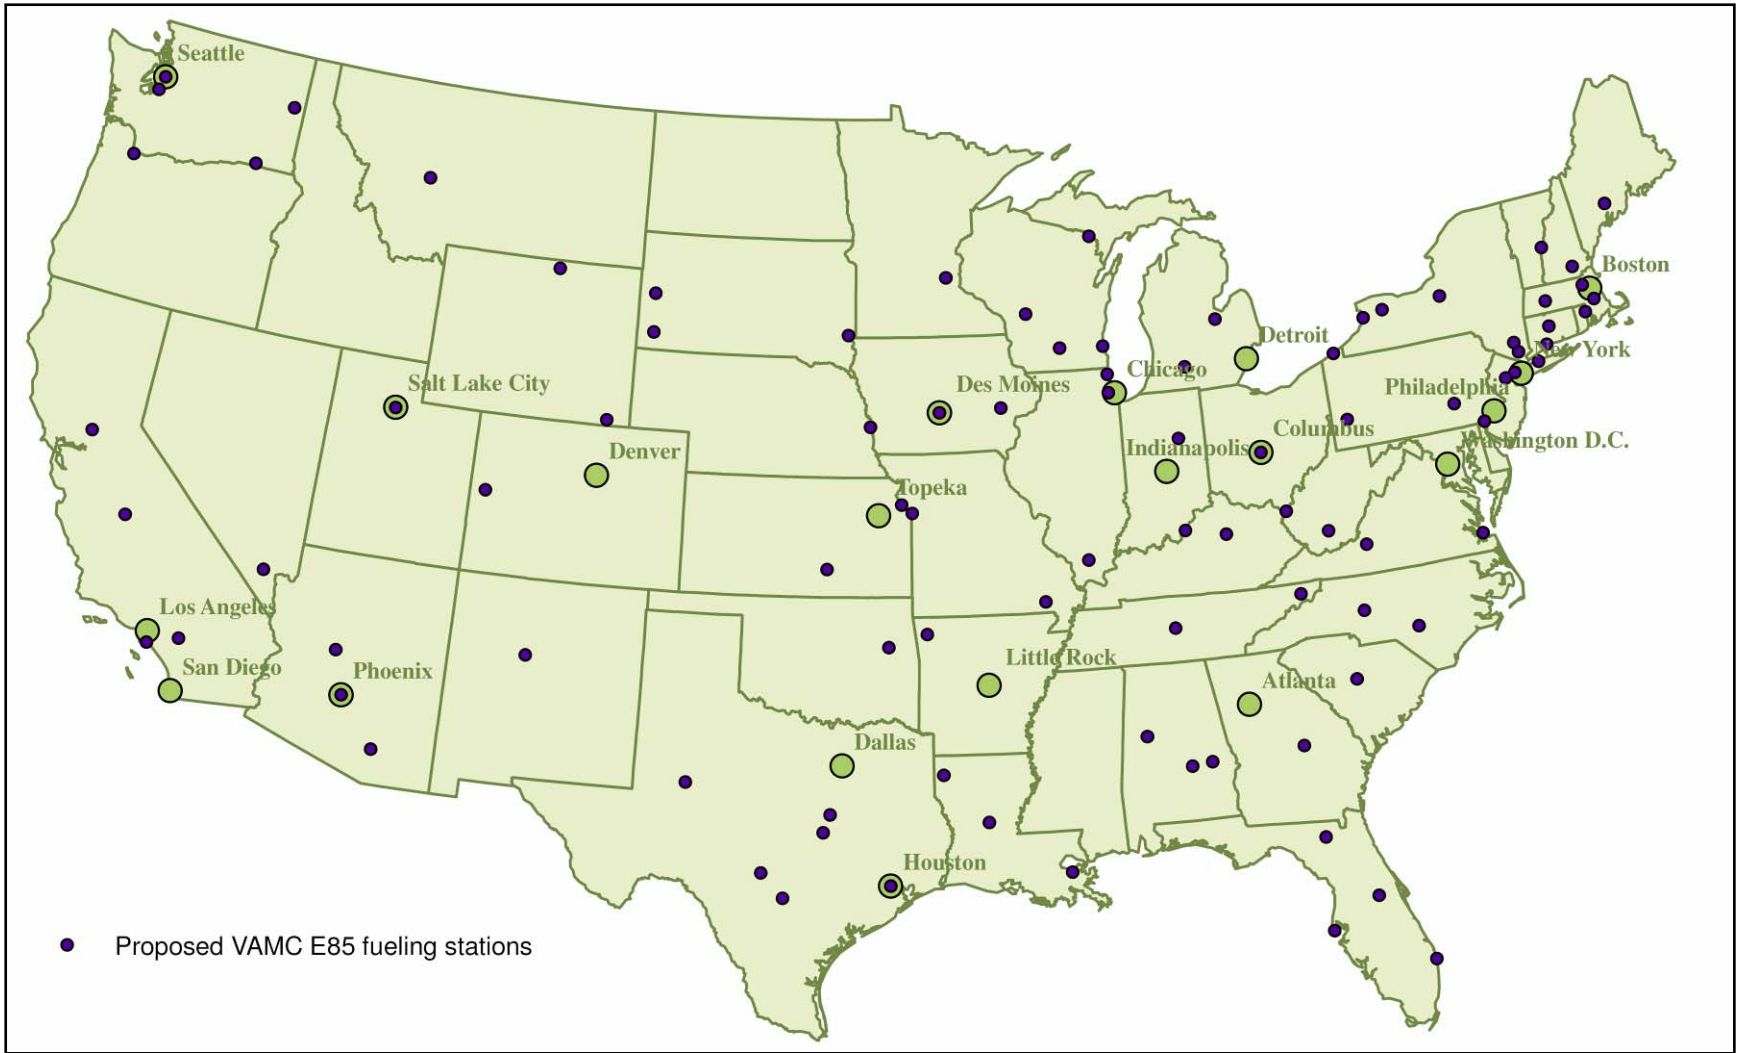 Seattle
Boston
Detroit
New York
Chicago
Salt Lake City
Des Moines
Philadelphia
Columbus
Washington D.C.
Indianapolis
Denver
Topeka
Los Angeles
San Diego
Phoenix
Little Rock
Atlanta
Dallas
Houston
Proposed VAMC E85 fueling stations